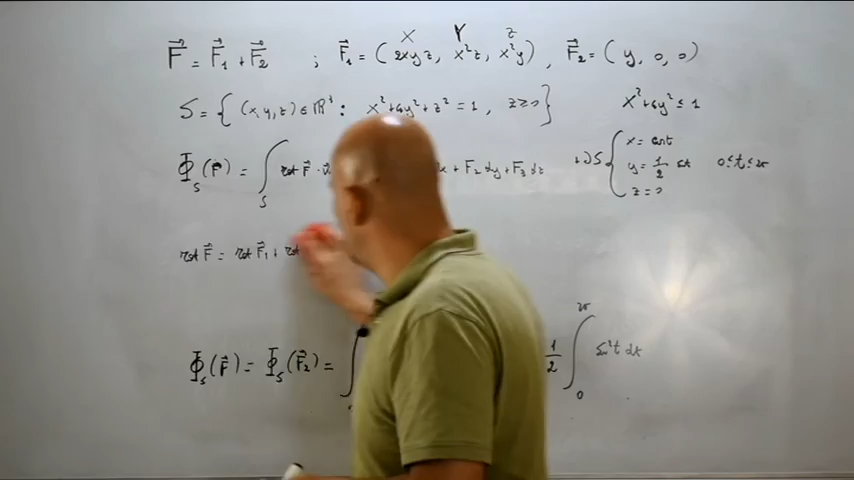 X Y Z
F⃗ = F⃗₁ + F⃗₂ ; F⃗₁ = (2xyz, x²z, x²y) , F⃗₂ = (y, 0, 0)
S = { (x,y,z) ∈ ℝ³ : x²+4y²+z² = 1 , z≥0 } x²+4y² ≤ 1
Φ_S (F⃗) = ∫_S rot F⃗ · x + F₂ dy + F₃ dz +∂S { x = cos t
y = 1/2 sin t 0≤t≤2π
z = 0
rot F⃗ = rot F⃗₁ + rot
Φ_S (F⃗) = Φ_S (F⃗₂) = ∫ 1/2 ∫₀^2π sin²t dt